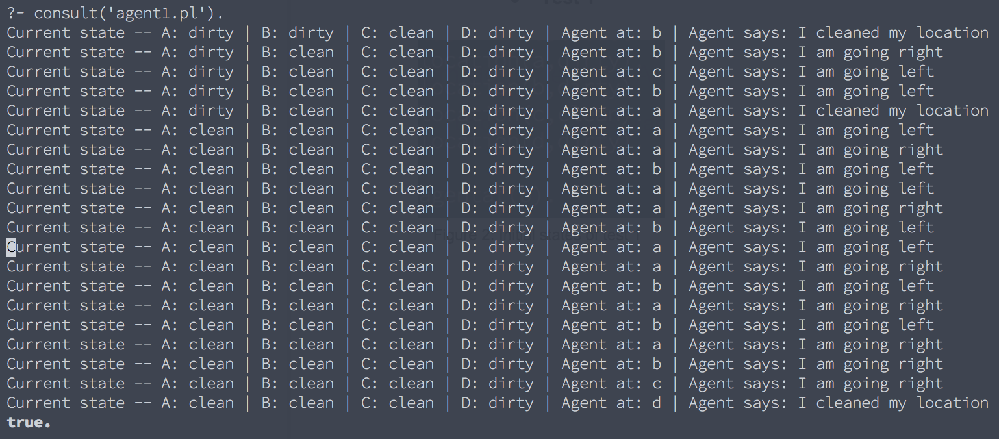 ?- consult('agent1.pl').
Current state -- A: dirty | B: dirty | C: clean | D: dirty | Agent at: b | Agent says: I cleaned my location
Current state -- A: dirty | B: clean | C: clean | D: dirty | Agent at: b | Agent says: I am going right
Current state -- A: dirty | B: clean | C: clean | D: dirty | Agent at: c | Agent says: I am going left
Current state -- A: dirty | B: clean | C: clean | D: dirty | Agent at: b | Agent says: I am going left
Current state -- A: dirty | B: clean | C: clean | D: dirty | Agent at: a | Agent says: I cleaned my location
Current state -- A: clean | B: clean | C: clean | D: dirty | Agent at: a | Agent says: I am going left
Current state -- A: clean | B: clean | C: clean | D: dirty | Agent at: a | Agent says: I am going right
Current state -- A: clean | B: clean | C: clean | D: dirty | Agent at: b | Agent says: I am going left
Current state -- A: clean | B: clean | C: clean | D: dirty | Agent at: a | Agent says: I am going left
Current state -- A: clean | B: clean | C: clean | D: dirty | Agent at: a | Agent says: I am going right
Current state -- A: clean | B: clean | C: clean | D: dirty | Agent at: b | Agent says: I am going left
Current state -- A: clean | B: clean | C: clean | D: dirty | Agent at: a | Agent says: I am going left
Current state -- A: clean | B: clean | C: clean | D: dirty | Agent at: a | Agent says: I am going right
Current state -- A: clean | B: clean | C: clean | D: dirty | Agent at: b | Agent says: I am going left
Current state -- A: clean | B: clean | C: clean | D: dirty | Agent at: a | Agent says: I am going right
Current state -- A: clean | B: clean | C: clean | D: dirty | Agent at: b | Agent says: I am going left
Current state -- A: clean | B: clean | C: clean | D: dirty | Agent at: a | Agent says: I am going right
Current state -- A: clean | B: clean | C: clean | D: dirty | Agent at: b | Agent says: I am going right
Current state -- A: clean | B: clean | C: clean | D: dirty | Agent at: c | Agent says: I am going right
Current state -- A: clean | B: clean | C: clean | D: dirty | Agent at: d | Agent says: I cleaned my location
true.